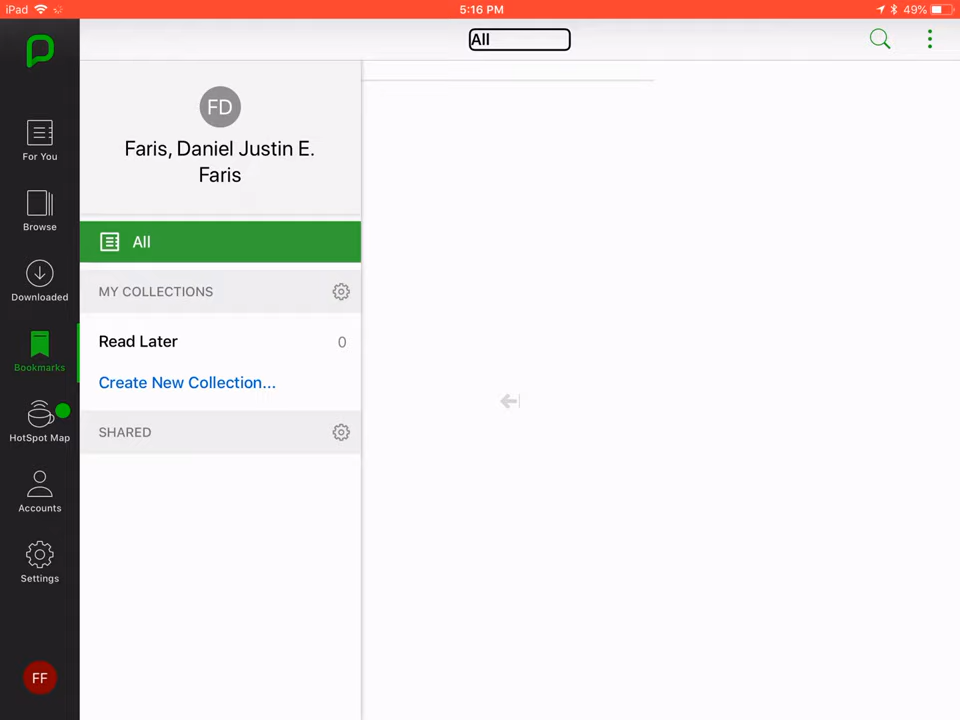 iPad
5:16 PM
49%
All
FD
Faris, Daniel Justin E.
Faris
For You
Browse
Downloaded
Bookmarks
HotSpot Map
Accounts
Settings
FF
All
MY COLLECTIONS
Read Later 0
Create New Collection...
SHARED